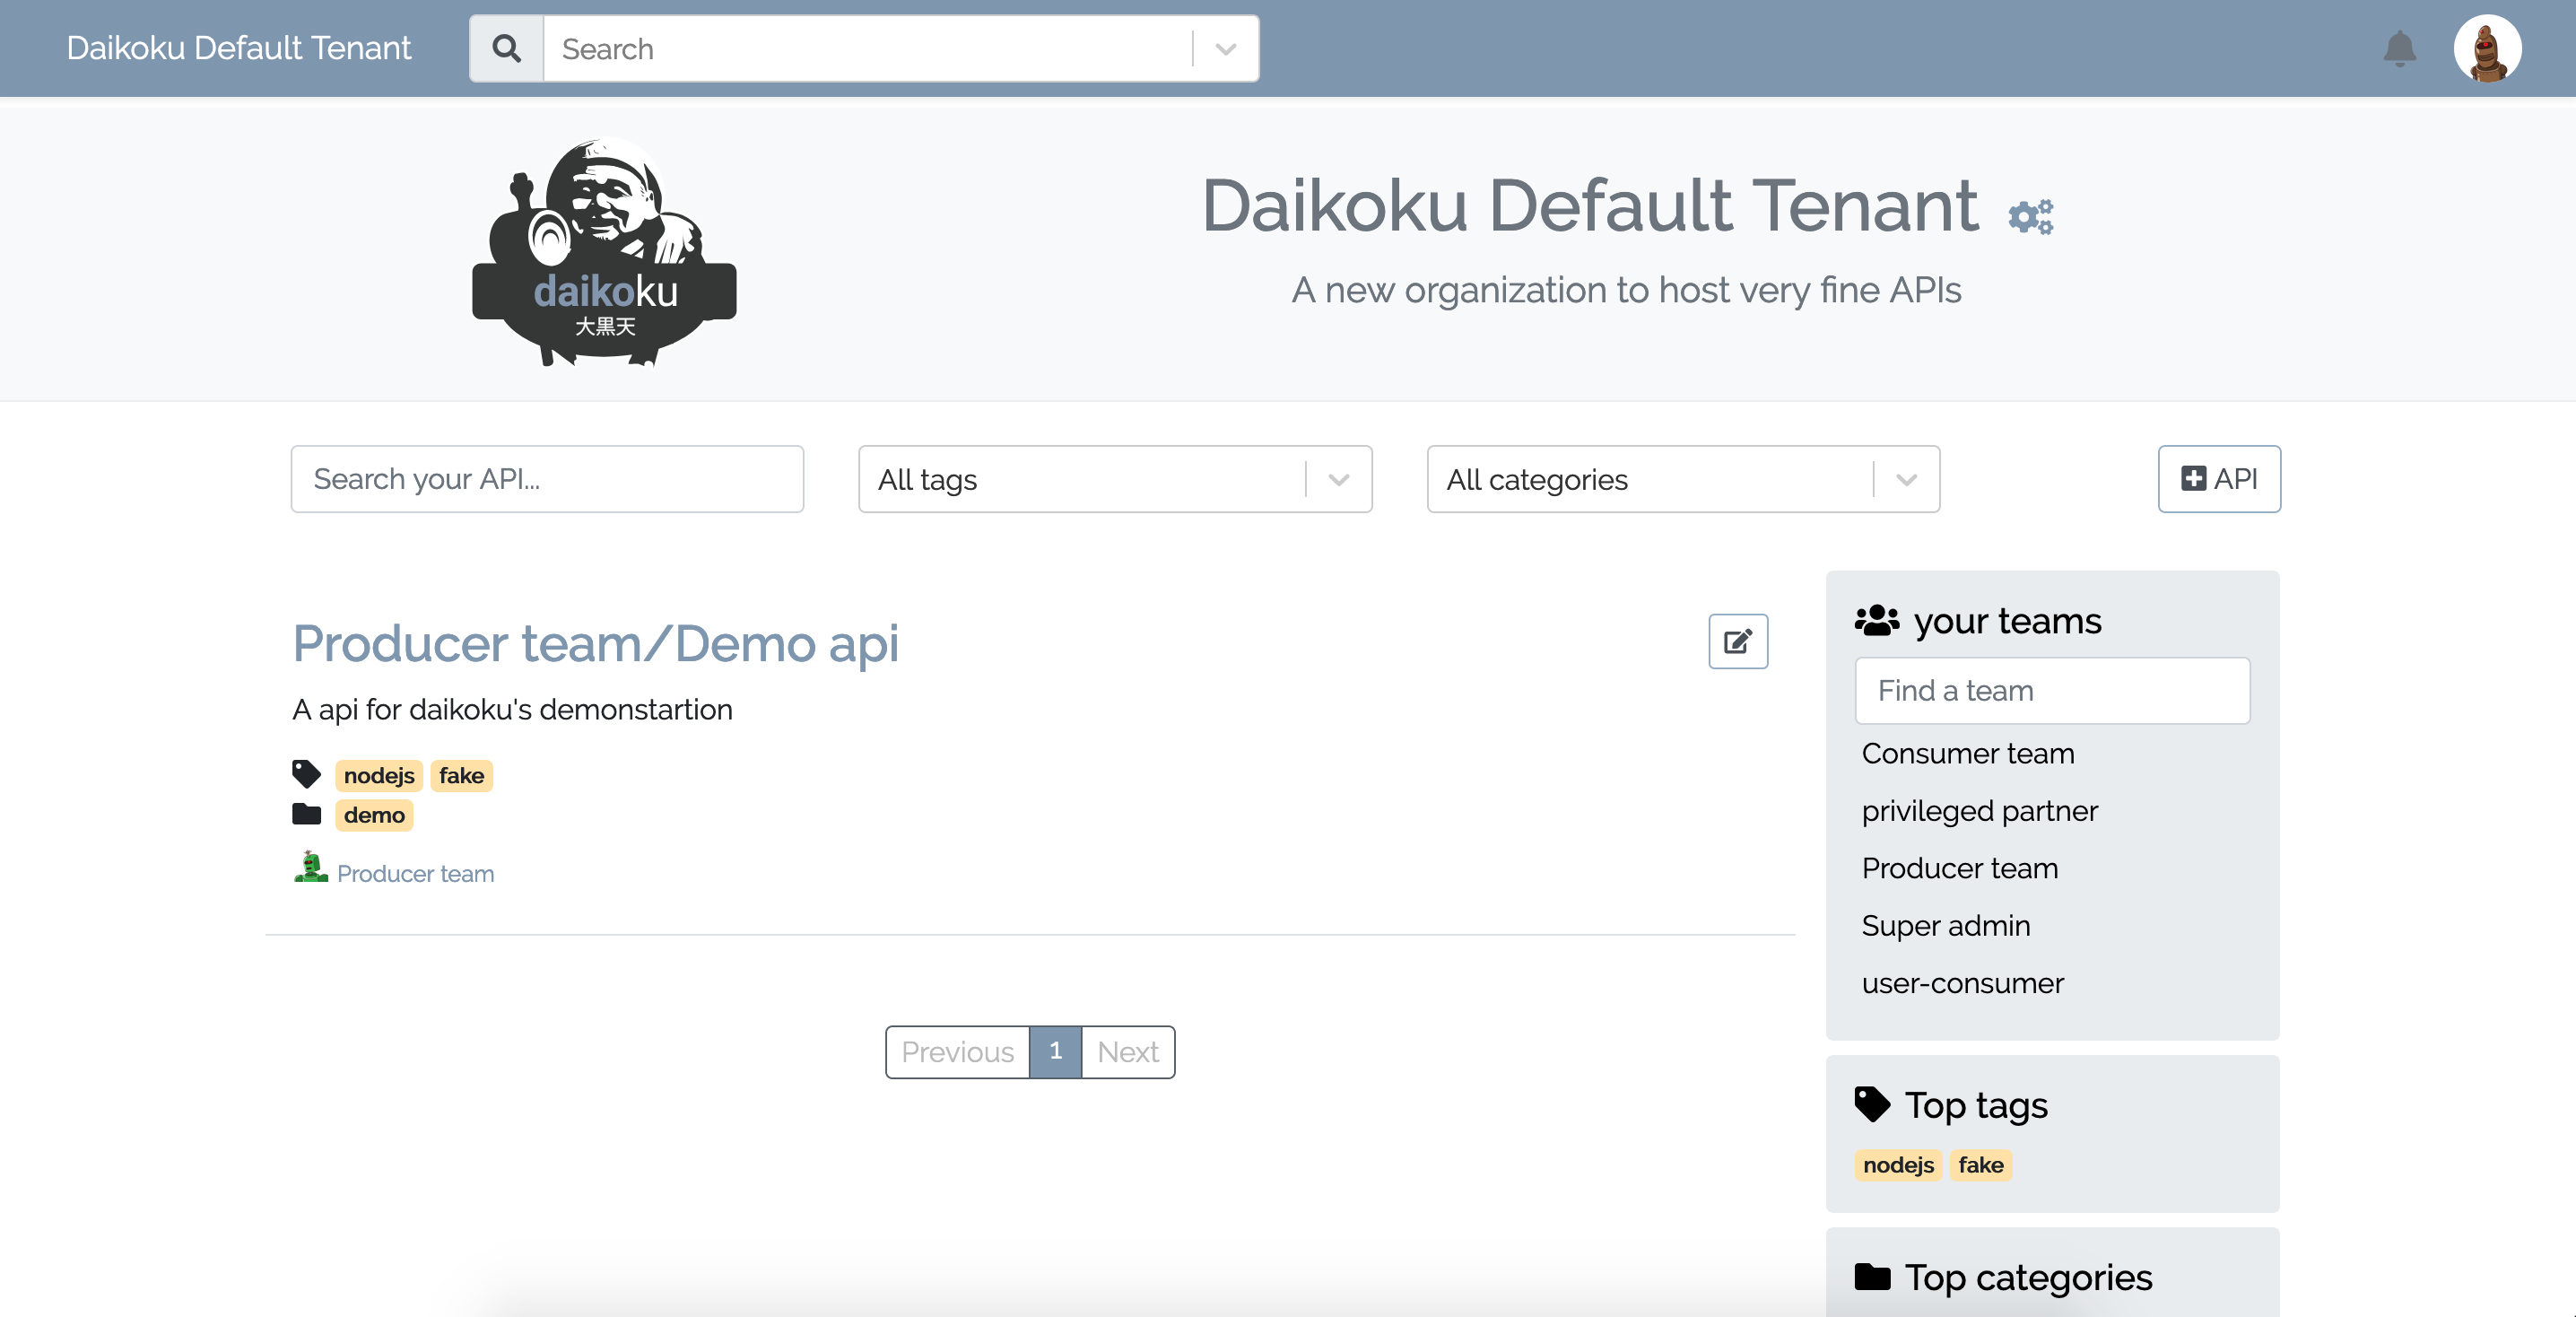 Daikoku Default Tenant
Search
daikoku
大黒天
Daikoku Default Tenant
A new organization to host very fine APIs
Search your API...
All tags
All categories
API
Producer team/Demo api
A api for daikoku's demonstartion
nodejs fake
demo
Producer team
Previous 1 Next
your teams
Find a team
Consumer team
privileged partner
Producer team
Super admin
user-consumer
Top tags
nodejs fake
Top categories